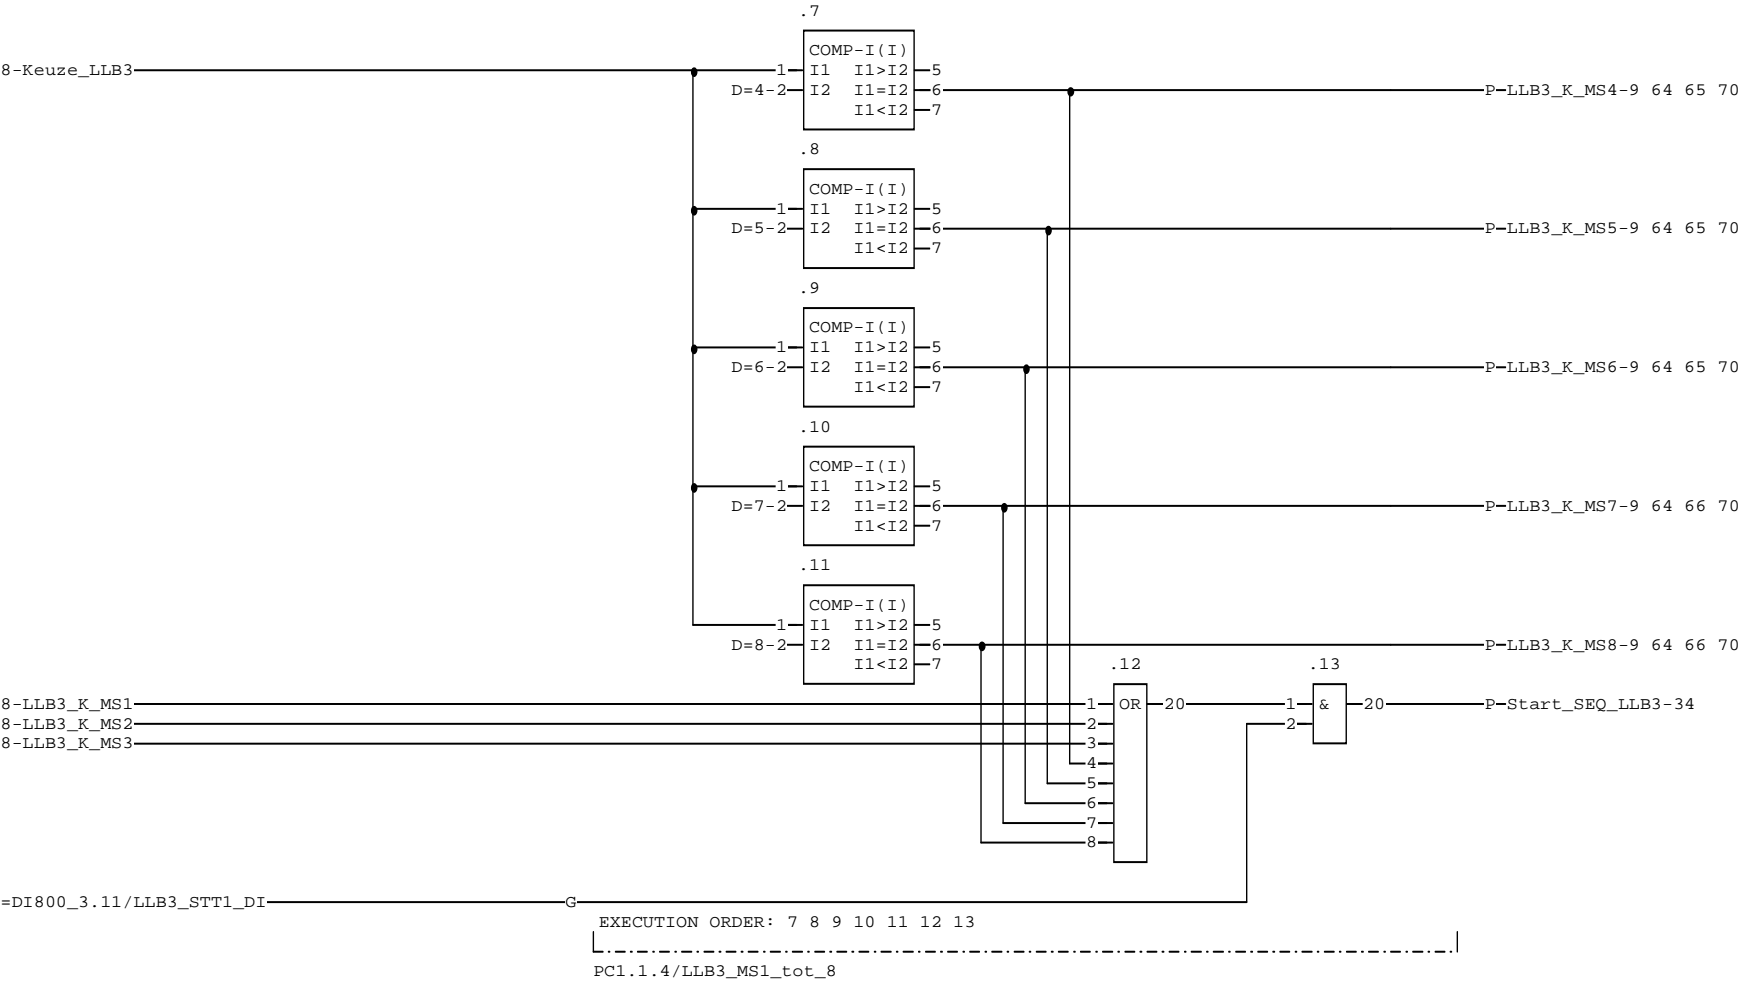 .7
COMP-I(I)
8-Keuze_LLB3 1 I1 I1>I2 5
D=4-2 I2 I1=I2 6 P LLB3_K_MS4-9 64 65 70
I1<I2 7
.8
COMP-I(I)
1 I1 I1>I2 5
D=5-2 I2 I1=I2 6 P LLB3_K_MS5-9 64 65 70
I1<I2 7
.9
COMP-I(I)
1 I1 I1>I2 5
D=6-2 I2 I1=I2 6 P LLB3_K_MS6-9 64 65 70
I1<I2 7
.10
COMP-I(I)
1 I1 I1>I2 5
D=7-2 I2 I1=I2 6 P LLB3_K_MS7-9 64 66 70
I1<I2 7
.11
COMP-I(I)
1 I1 I1>I2 5
D=8-2 I2 I1=I2 6 P LLB3_K_MS8-9 64 66 70
I1<I2 7 .12 .13
8-LLB3_K_MS1 1 OR 20 1 & 20 P Start_SEQ_LLB3-34
8-LLB3_K_MS2 2 2
8-LLB3_K_MS3 3
4
5
6
7
8
=DI800_3.11/LLB3_STT1_DI G
EXECUTION ORDER: 7 8 9 10 11 12 13
PC1.1.4/LLB3_MS1_tot_8